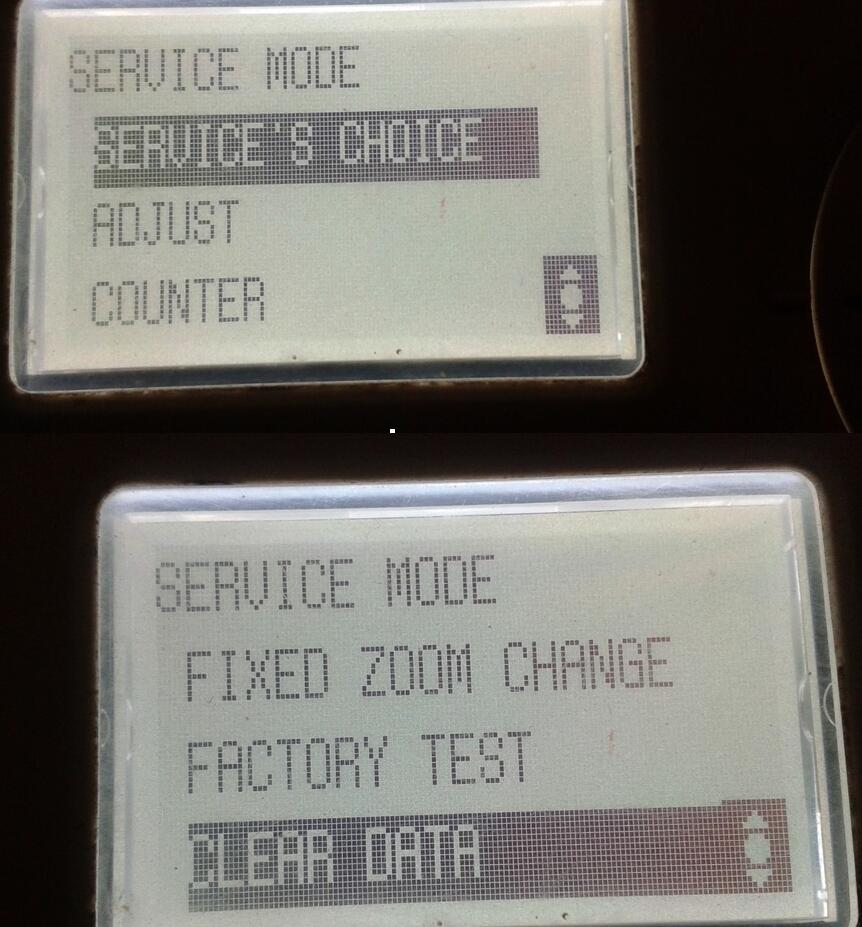 SERVICE MODE
SERVICE'S CHOICE
ADJUST
COUNTER
SERVICE MODE
FIXED ZOOM CHANGE
FACTORY TEST
CLEAR DATA